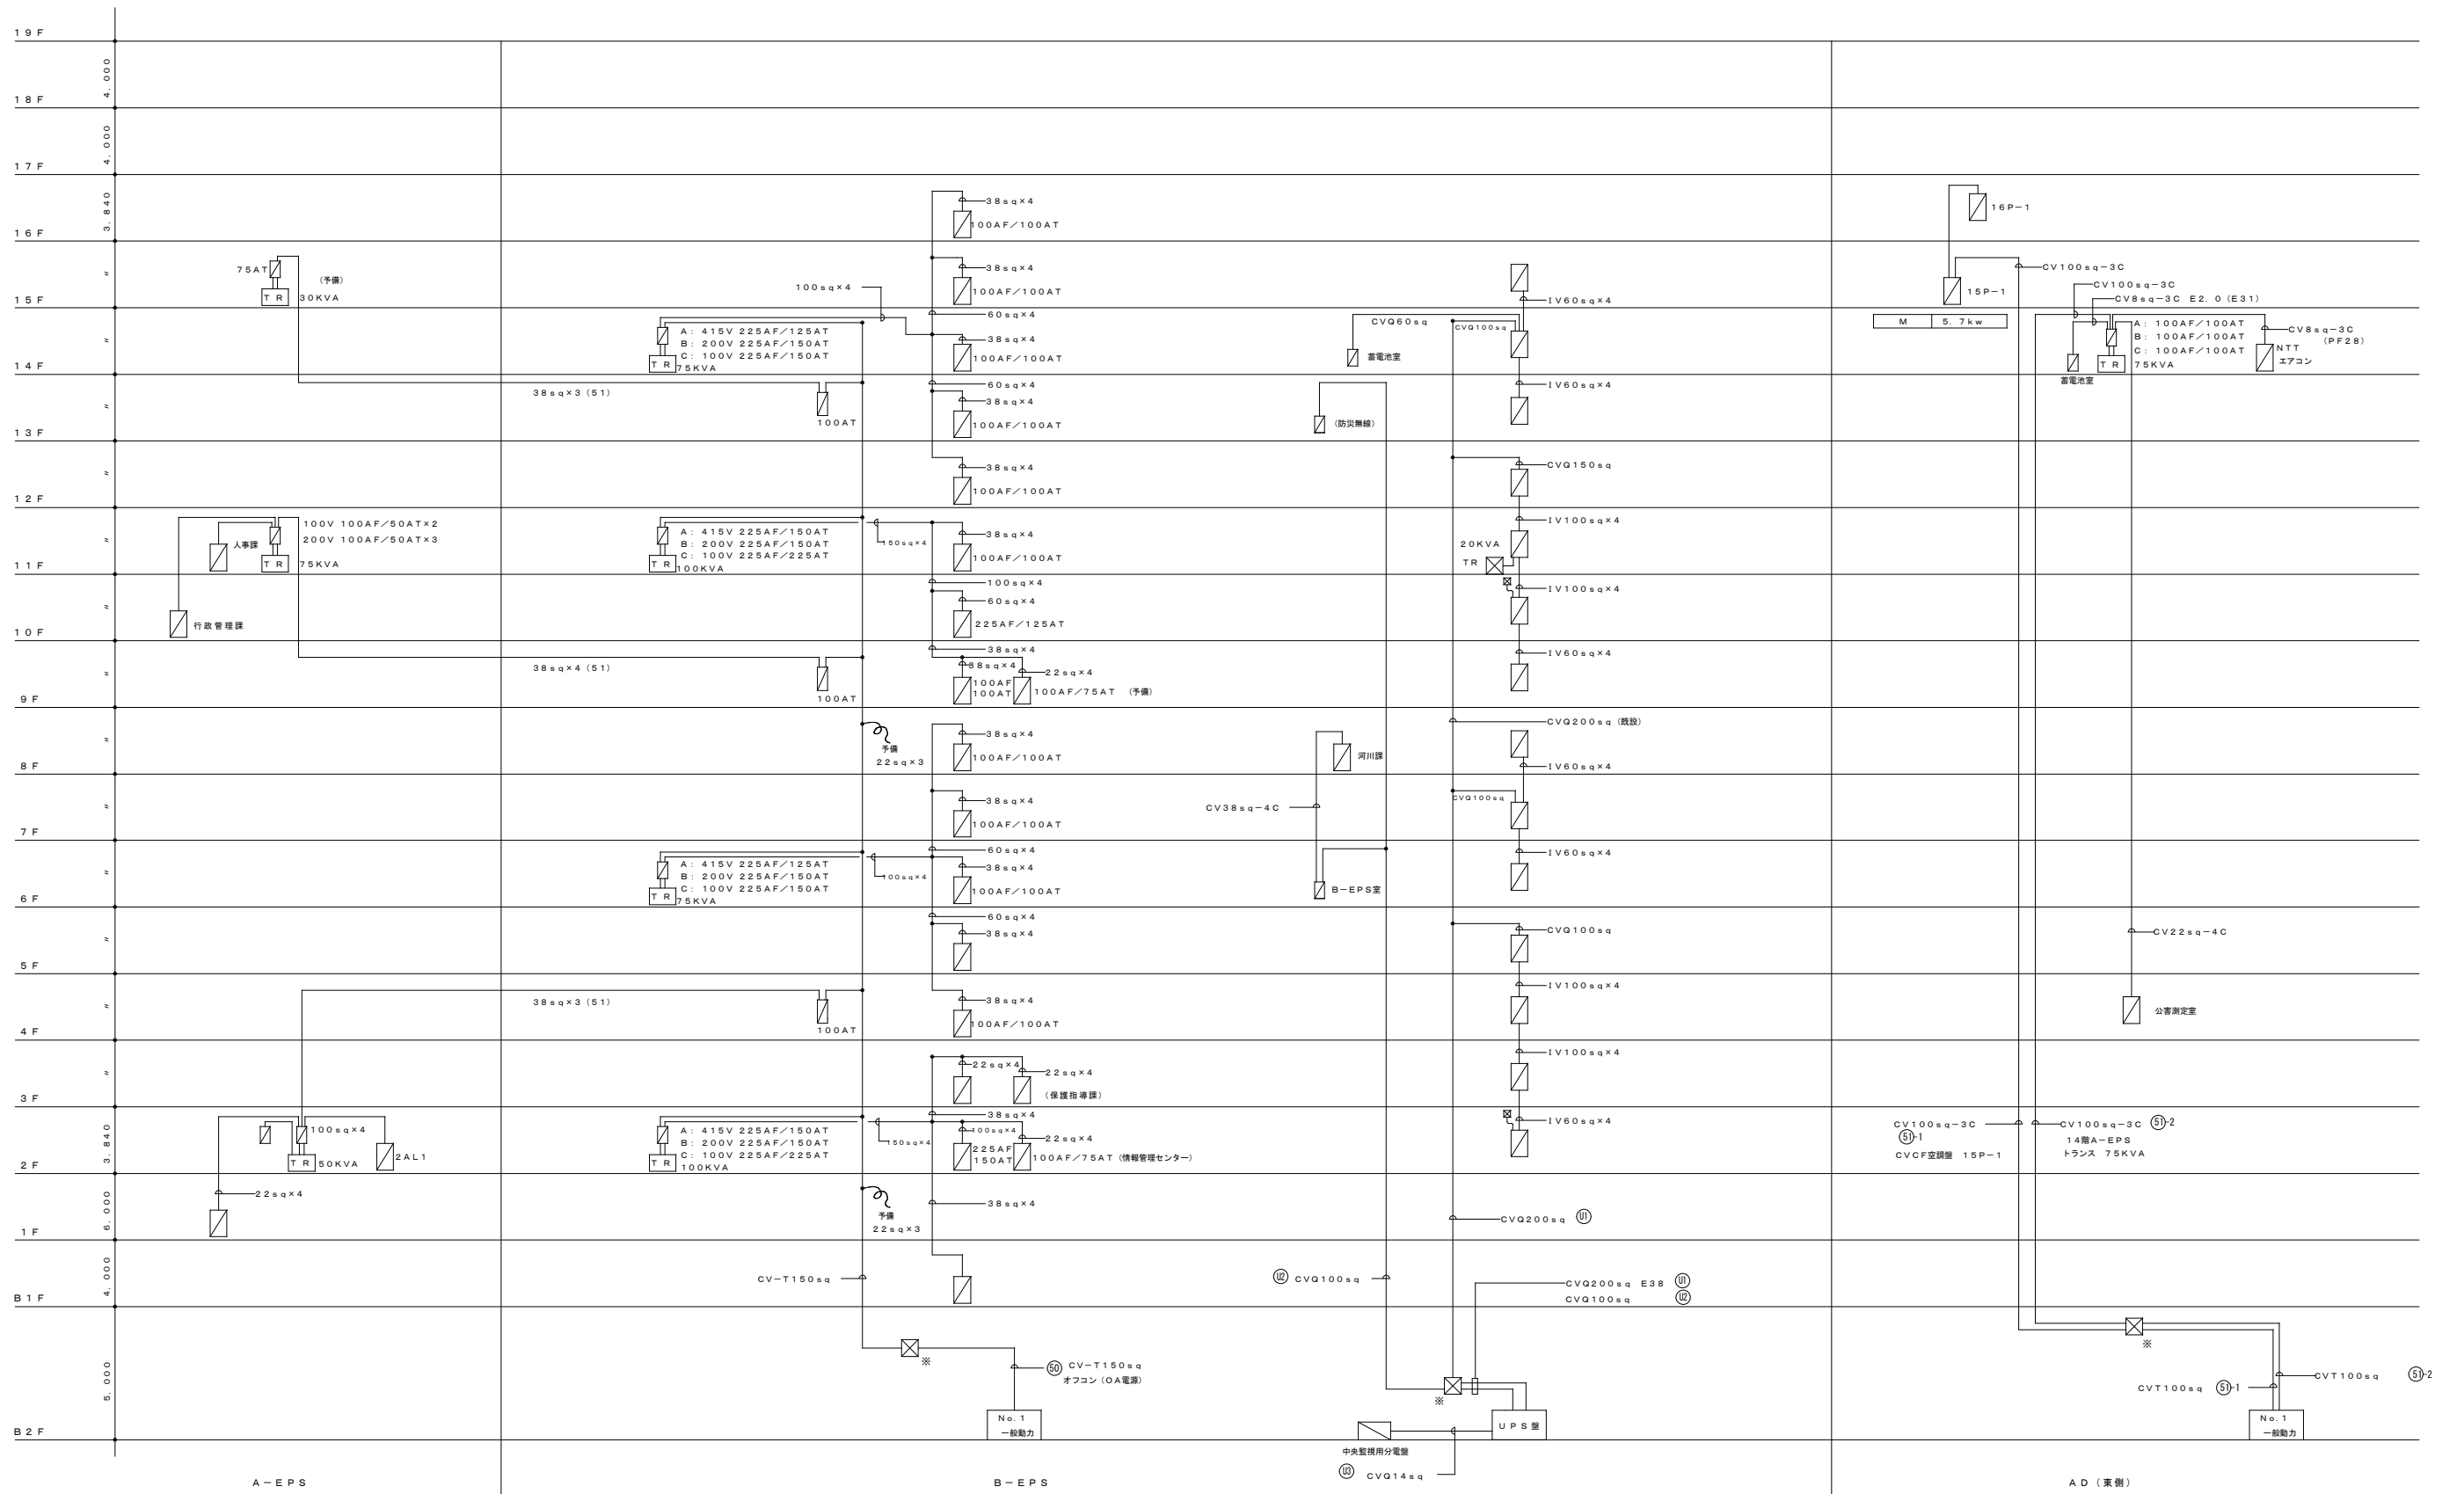 19F
4,000
18F
4,000
17F
3,840
38sq×4
100AF／100AT
16P－1
16F
〃
75AT
（予備）
TR
30KVA
100sq×4
38sq×4
100AF／100AT
IV60sq×4
CV100sq－3C
15P－1
CV100sq－3C
CV8sq－3C E2.0（E31）
15F
〃
A：415V 225AF／125AT
B：200V 225AF／150AT
C：100V 225AF／150AT
TR
75KVA
60sq×4
38sq×4
100AF／100AT
CVQ60sq
CVQ100sq
蓄電池室
M 5.7kw
A：100AF／100AT
B：100AF／100AT
C：100AF／100AT
TR
75KVA
CV8sq－3C
（PF28）
NTT
エアコン
蓄電池室
14F
〃
38sq×3（51）
100AT
60sq×4
38sq×4
100AF／100AT
（防災無線）
IV60sq×4
13F
〃
38sq×4
100AF／100AT
CVQ150sq
12F
〃
人事課
100V 100AF／50AT×2
200V 100AF／50AT×3
TR
75KVA
A：415V 225AF／150AT
B：200V 225AF／150AT
C：100V 225AF／225AT
TR
100KVA
150sq×4
38sq×4
100AF／100AT
IV100sq×4
20KVA
TR
11F
〃
行政管理課
100sq×4
60sq×4
225AF／125AT
IV100sq×4
10F
〃
38sq×4（51）
100AT
38sq×4
38sq×4
22sq×4
100AF
100AT
100AF／75AT （予備）
IV60sq×4
9F
〃
予備
22sq×3
38sq×4
100AF／100AT
河川課
CVQ200sq（既設）
IV60sq×4
8F
〃
38sq×4
100AF／100AT
CV38sq－4C
CVQ100sq
7F
〃
A：415V 225AF／125AT
B：200V 225AF／150AT
C：100V 225AF／150AT
TR
75KVA
100sq×4
60sq×4
38sq×4
100AF／100AT
B－EPS室
IV60sq×4
6F
〃
60sq×4
38sq×4
CVQ100sq
CV22sq－4C
5F
〃
38sq×3（51）
100AT
38sq×4
100AF／100AT
IV100sq×4
公害測定室
4F
〃
22sq×4
22sq×4
（保護指導課）
IV100sq×4
3F
3,840
100sq×4
TR
50KVA
2AL1
A：415V 225AF／150AT
B：200V 225AF／150AT
C：100V 225AF／225AT
TR
100KVA
150sq×4
38sq×4
100sq×4
22sq×4
225AF
150AT
100AF／75AT（情報管理センター）
IV60sq×4
CV100sq－3C
51-1
CVCF空調盤 15P－1
CV100sq－3C 51-2
14階A－EPS
トランス 75KVA
2F
6,000
22sq×4
予備
22sq×3
38sq×4
CVQ200sq U1
1F
4,000
CV－T150sq
U2 CVQ100sq
CVQ200sq E38 U1
CVQ100sq U2
B1F
5,000
※
50 CV－T150sq
オフコン（OA電源）
No.1
一般動力
※
UPS盤
中央監視用分電盤
U3 CVQ14sq
※
CVT100sq 51-1
CVT100sq 51-2
No.1
一般動力
B2F
A－EPS
B－EPS
AD（東側）